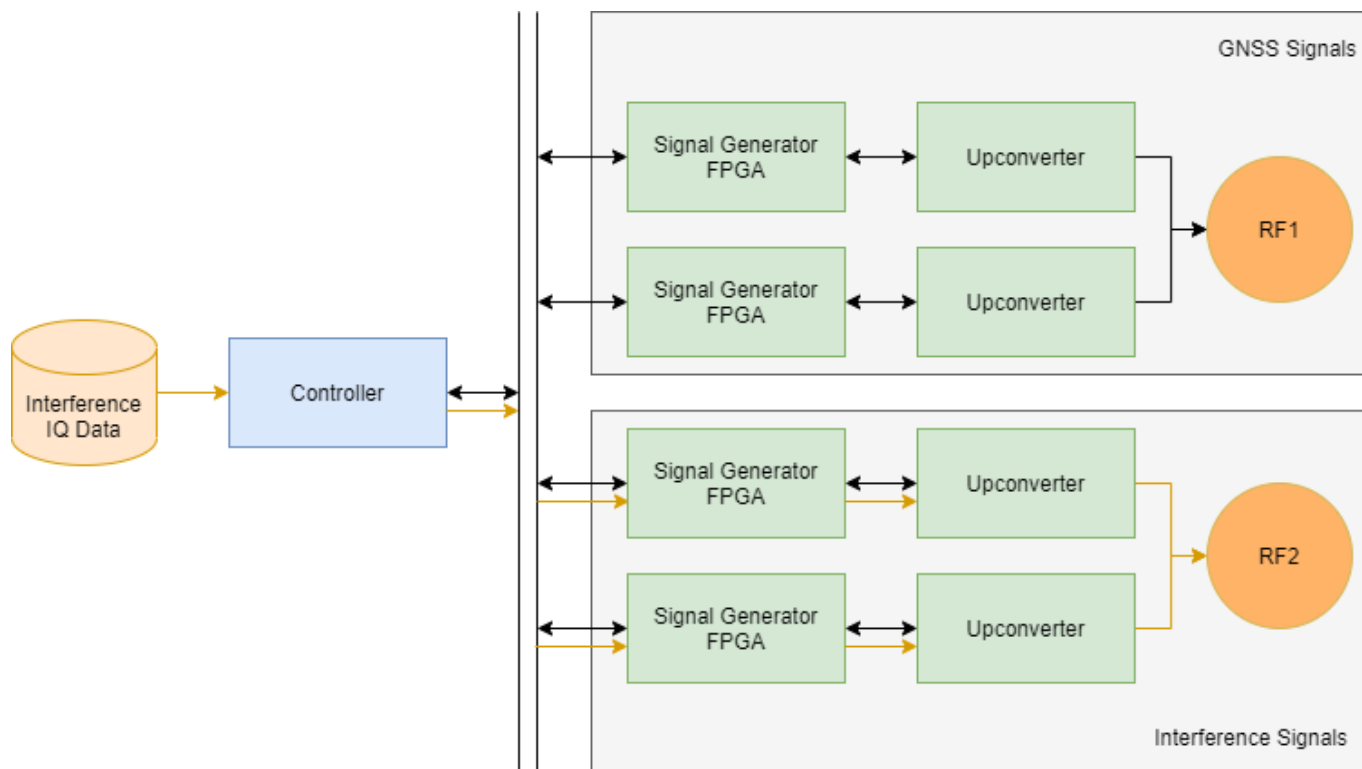 GNSS Signals
Signal Generator
FPGA
Upconverter
RF1
Signal Generator
FPGA
Upconverter
Interference
IQ Data
Controller
Signal Generator
FPGA
Upconverter
RF2
Signal Generator
FPGA
Upconverter
Interference Signals